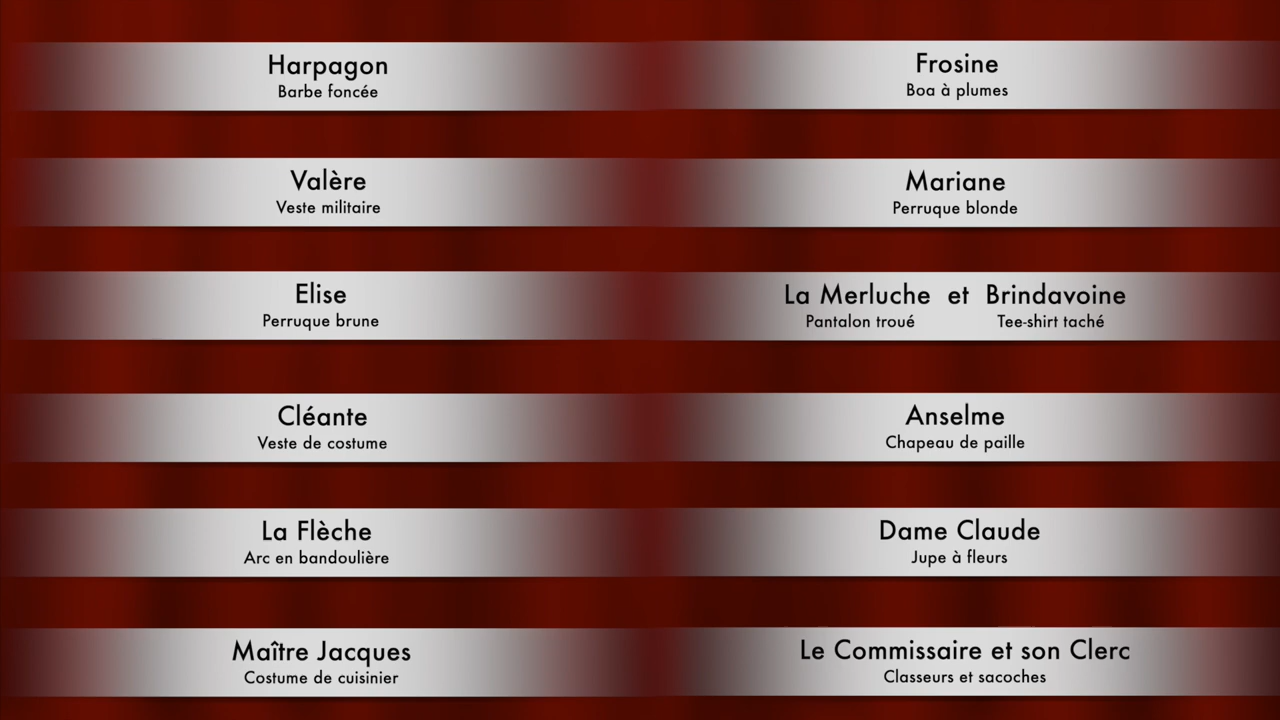 Harpagon
Barbe foncée
Valère
Veste militaire
Elise
Perruque brune
Cléante
Veste de costume
La Flèche
Arc en bandoulière
Maître Jacques
Costume de cuisinier
Frosine
Boa à plumes
Mariane
Perruque blonde
La Merluche et Brindavoine
Pantalon troué Tee-shirt taché
Anselme
Chapeau de paille
Dame Claude
Jupe à fleurs
Le Commissaire et son Clerc
Classeurs et sacoches